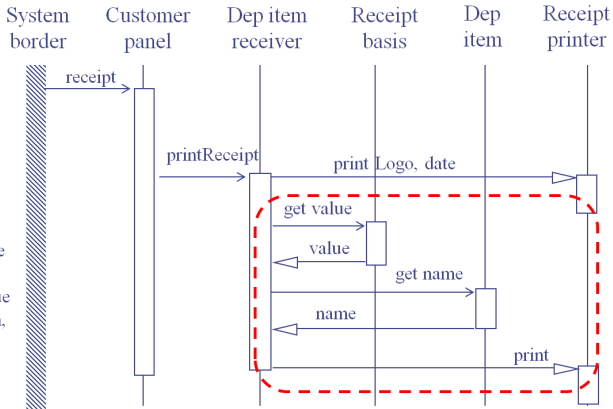 System border
Customer panel
Dep item receiver
Receipt basis
Dep item
Receipt printer
receipt
printReceipt
print Logo, date
get value
value
get name
name
print